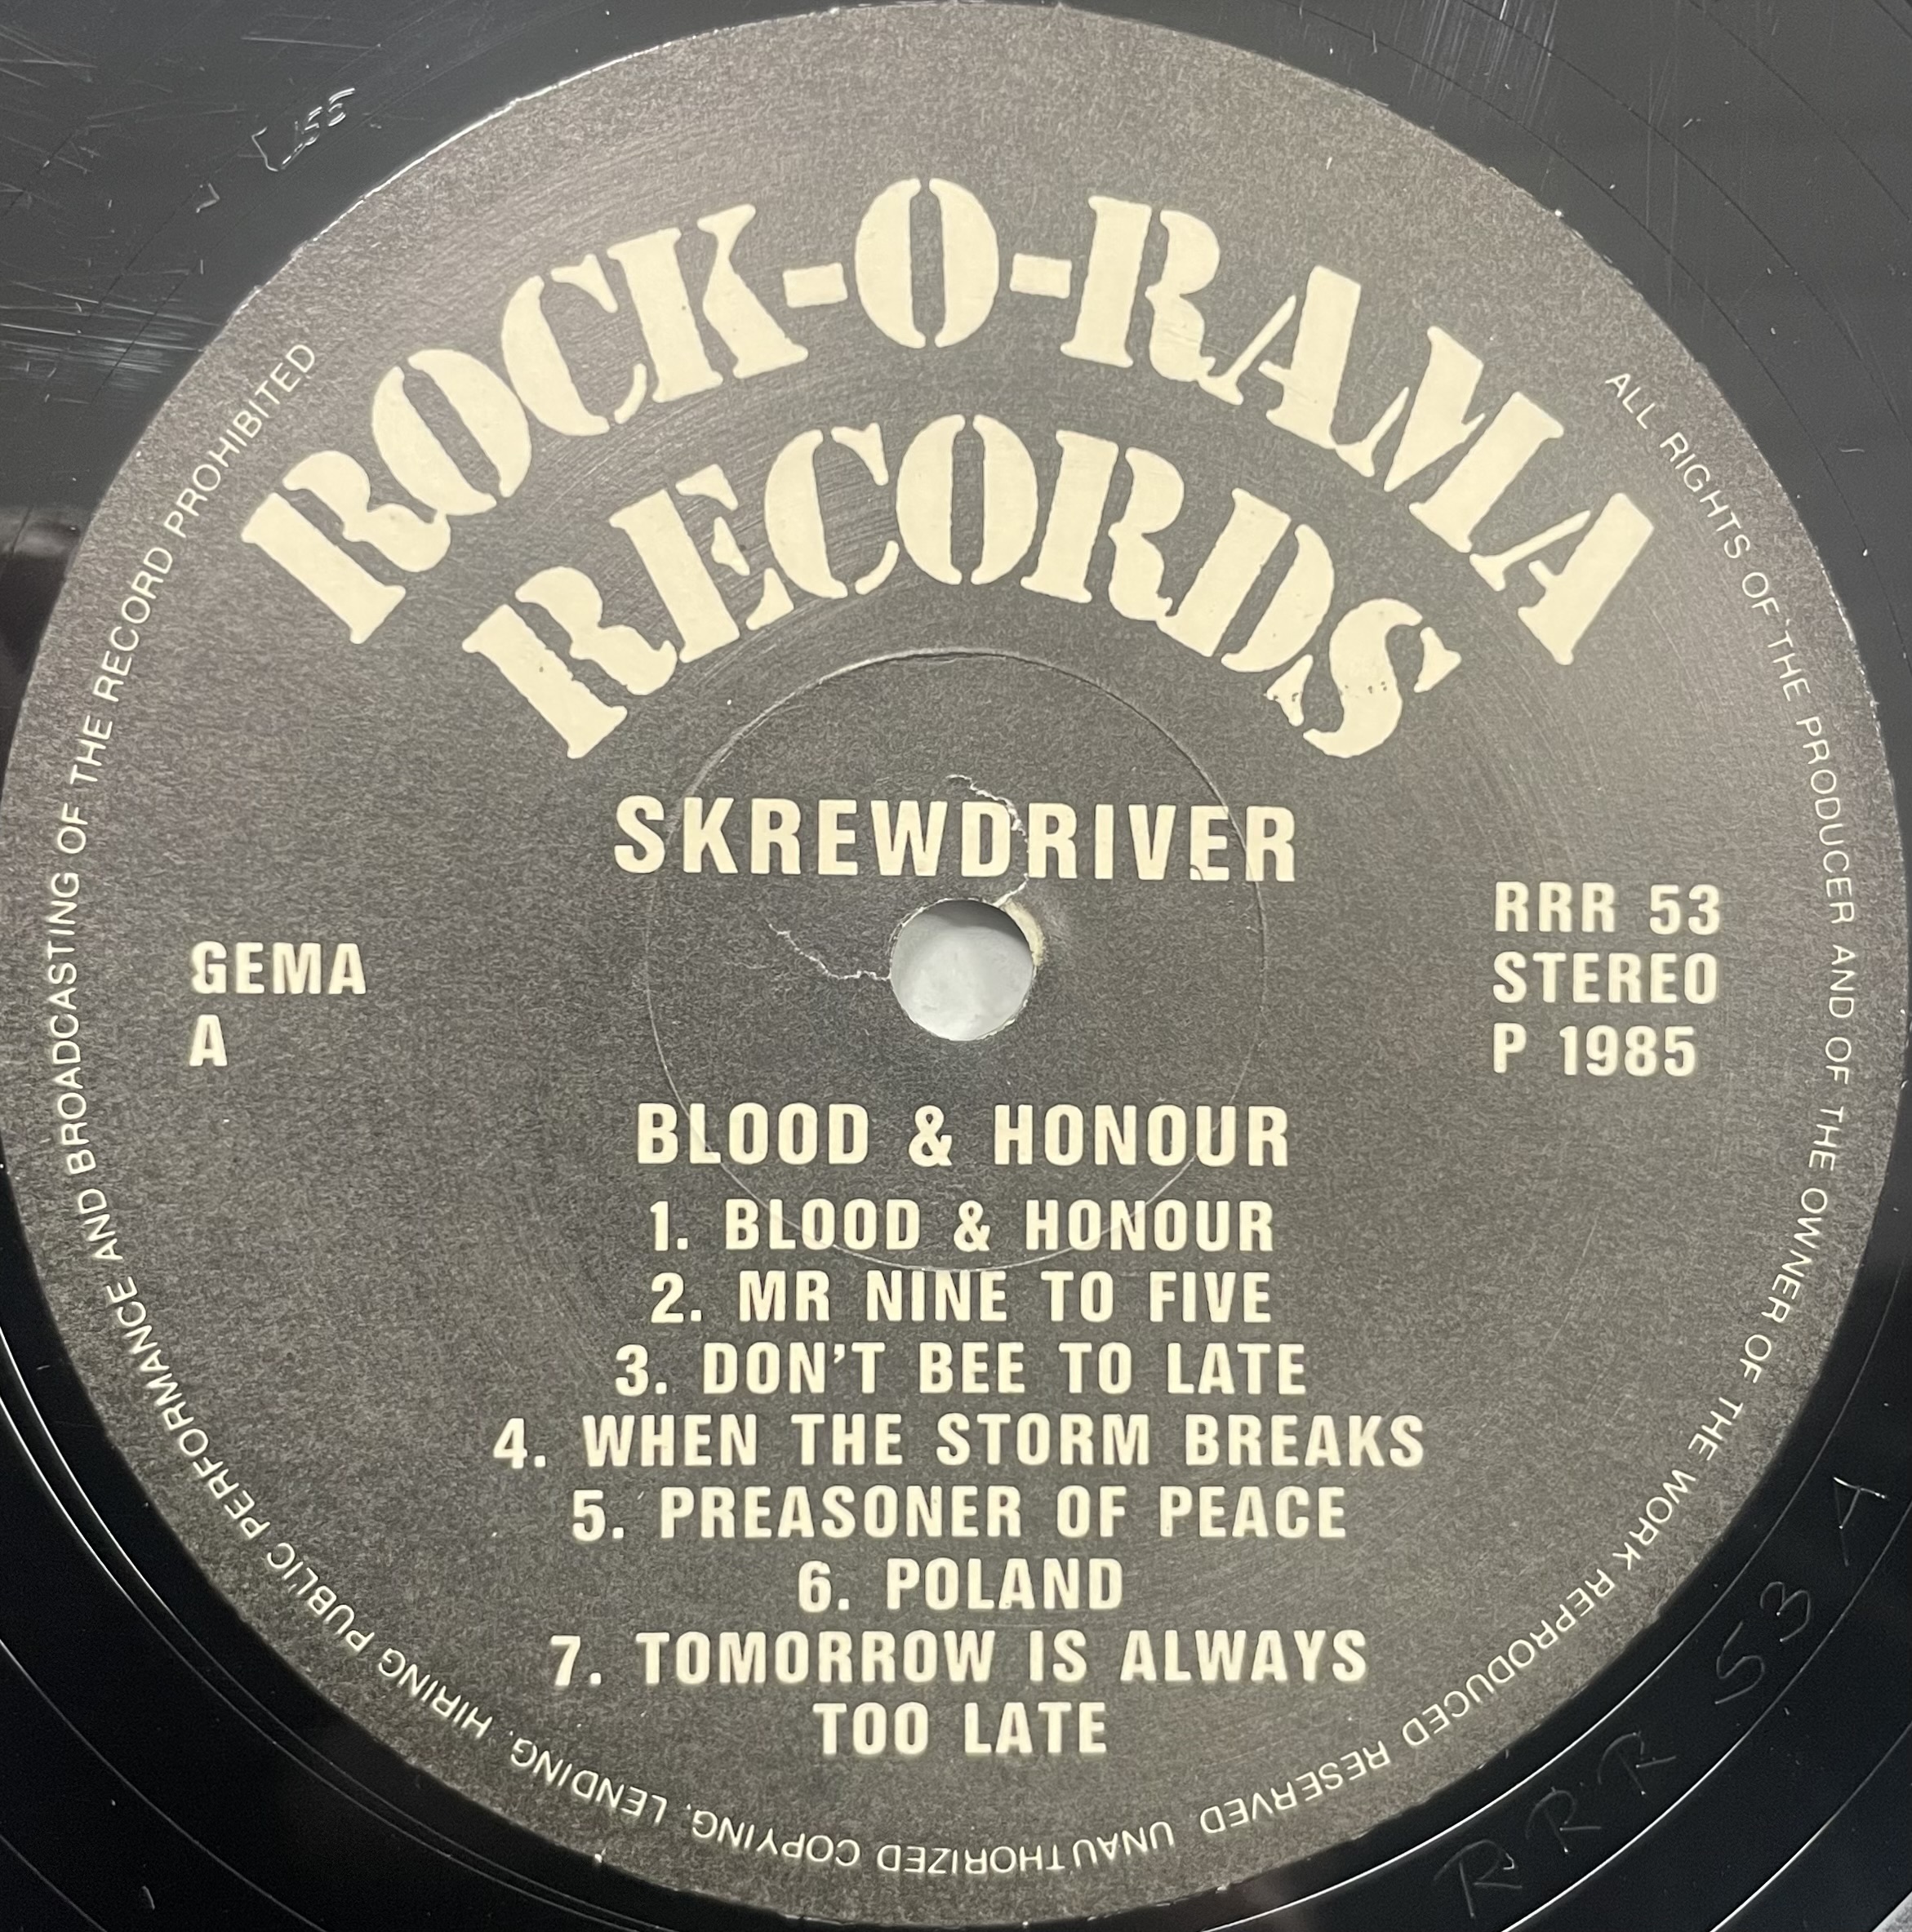 ROCK-O-RAMA
RECORDS
SKREWDRIVER
GEMA
A
RRR 53
STEREO
P 1985
BLOOD & HONOUR
1. BLOOD & HONOUR
2. MR NINE TO FIVE
3. DON'T BEE TO LATE
4. WHEN THE STORM BREAKS
5. PREASONER OF PEACE
6. POLAND
7. TOMORROW IS ALWAYS
TOO LATE
ALL RIGHTS OF THE PRODUCER AND OF THE OWNER OF THE WORK REPRODUCED RESERVED UNAUTHORIZED COPYING, LENDING, HIRING PUBLIC PERFORMANCE AND BROADCASTING OF THE RECORD PROHIBITED
RRR 53 A